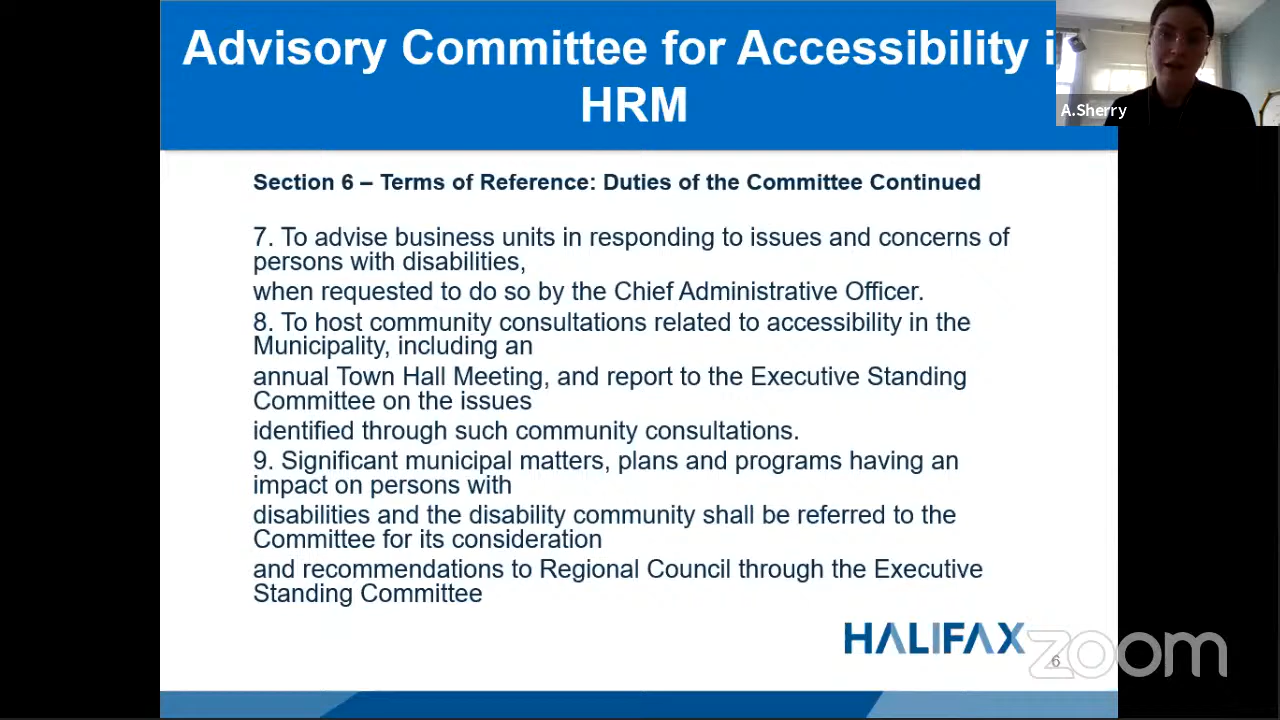 Advisory Committee for Accessibility i
HRM
A.Sherry
Section 6 – Terms of Reference: Duties of the Committee Continued
7. To advise business units in responding to issues and concerns of
persons with disabilities,
when requested to do so by the Chief Administrative Officer.
8. To host community consultations related to accessibility in the
Municipality, including an
annual Town Hall Meeting, and report to the Executive Standing
Committee on the issues
identified through such community consultations.
9. Significant municipal matters, plans and programs having an
impact on persons with
disabilities and the disability community shall be referred to the
Committee for its consideration
and recommendations to Regional Council through the Executive
Standing Committee
HALIFAX
6
zoom